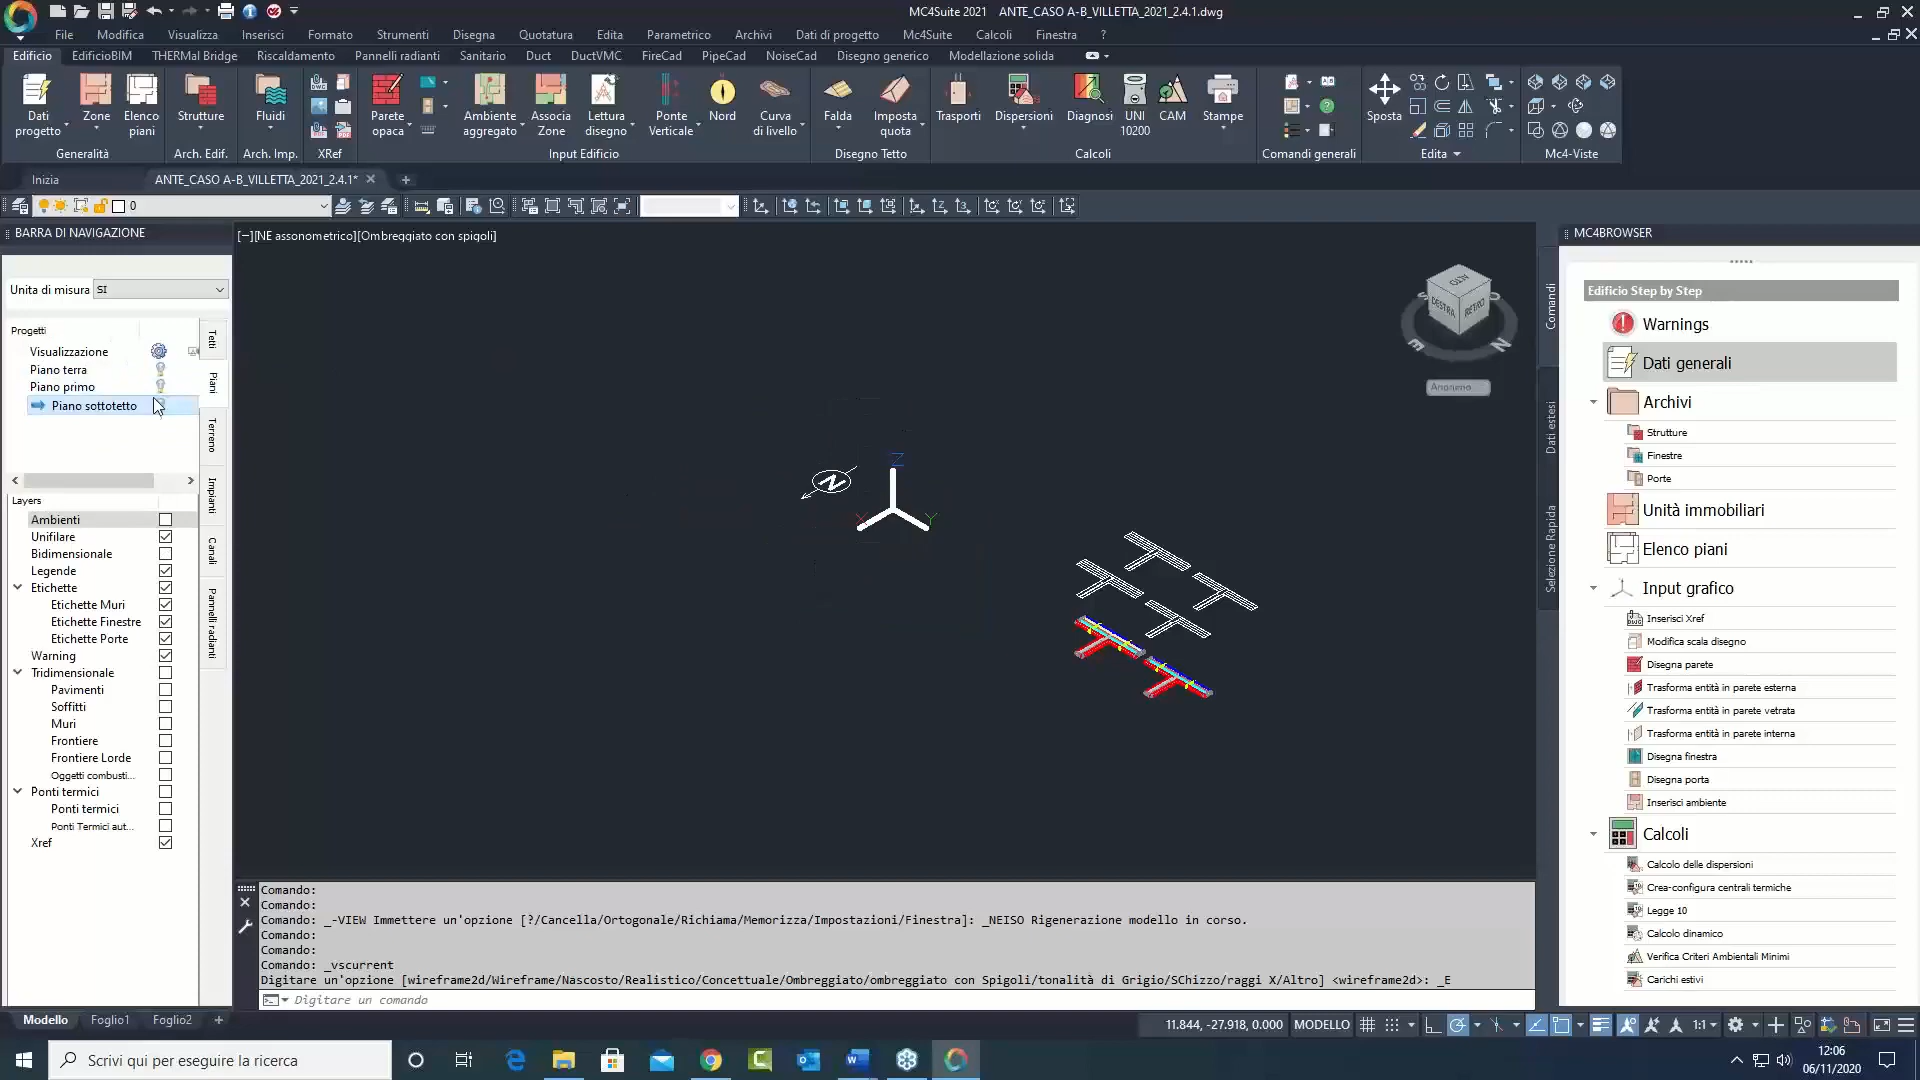 MC4Suite 2021 ANTE_CASO A-B_VILLETTA_2021_2.4.1.dwg
File Modifica Visualizza Inserisci Formato Strumenti Disegna Quotatura Edita Parametrico Archivi Dati di progetto Mc4Suite Calcoli Finestra ?
Edificio EdificioBIM THERMal Bridge Riscaldamento Pannelli radianti Sanitario Duct DuctVMC FireCad PipeCad NoiseCad Disegno generico Modellazione solida
Dati progetto Zone Elenco piani Strutture Fluidi Parete opaca Ambiente aggregato Associa Zone Lettura disegno Ponte Verticale Nord Curva di livello Falda Imposta quota Trasporti Dispersioni Diagnosi UNI 10200 CAM Stampe Sposta
Generalità Arch. Edif. Arch. Imp. XRef Input Edificio Disegno Tetto Calcoli Comandi generali Edita Mc4-Viste
Inizia ANTE_CASO A-B_VILLETTA_2021_2.4.1*
0
BARRA DI NAVIGAZIONE
[−][NE assonometrico][Ombreggiato con spigoli]
MC4BROWSER
Unita di misura SI
Progetti
Visualizzazione
Piano terra
Piano primo
Piano sottotetto
Tetti
Piani
Terreno
Impianti
Canali
Pannelli radianti
Layers
Ambienti
Unifilare
Bidimensionale
Legende
Etichette
Etichette Muri
Etichette Finestre
Etichette Porte
Warning
Tridimensionale
Pavimenti
Soffitti
Muri
Frontiere
Frontiere Lorde
Oggetti combusti...
Ponti termici
Ponti termici
Ponti Termici aut...
Xref
N
Z
X
Y
ALTO
DESTRA
RETRO
E
N
Anonimo
Comandi
Dati estesi
Selezione Rapida
Edificio Step by Step
Warnings
Dati generali
Archivi
Strutture
Finestre
Porte
Unità immobiliari
Elenco piani
Input grafico
Inserisci Xref
Modifica scala disegno
Disegna parete
Trasforma entità in parete esterna
Trasforma entità in parete vetrata
Trasforma entità in parete interna
Disegna finestra
Disegna porta
Inserisci ambiente
Calcoli
Calcolo delle dispersioni
Crea-configura centrali termiche
Legge 10
Calcolo dinamico
Verifica Criteri Ambientali Minimi
Carichi estivi
Comando:
Comando:
Comando: _-VIEW Immettere un'opzione [?/Cancella/Ortogonale/Richiama/Memorizza/Impostazioni/Finestra]: _NEISO Rigenerazione modello in corso.
Comando:
Comando:
Comando: _vscurrent
Digitare un'opzione [wireframe2d/Wireframe/Nascosto/Realistico/Concettuale/Ombreggiato/ombreggiato con Spigoli/tonalità di Grigio/SChizzo/raggi X/Altro] <wireframe2d>: _E
Digitare un comando
Modello Foglio1 Foglio2 +
11.844, -27.918, 0.000 MODELLO 1:1
Scrivi qui per eseguire la ricerca
12:06
06/11/2020